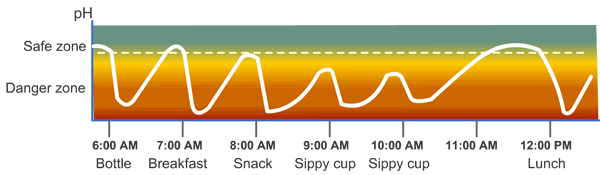 pH
Safe zone
Danger zone
6:00 AM 7:00 AM 8:00 AM 9:00 AM 10:00 AM 11:00 AM 12:00 PM
Bottle Breakfast Snack Sippy cup Sippy cup Lunch